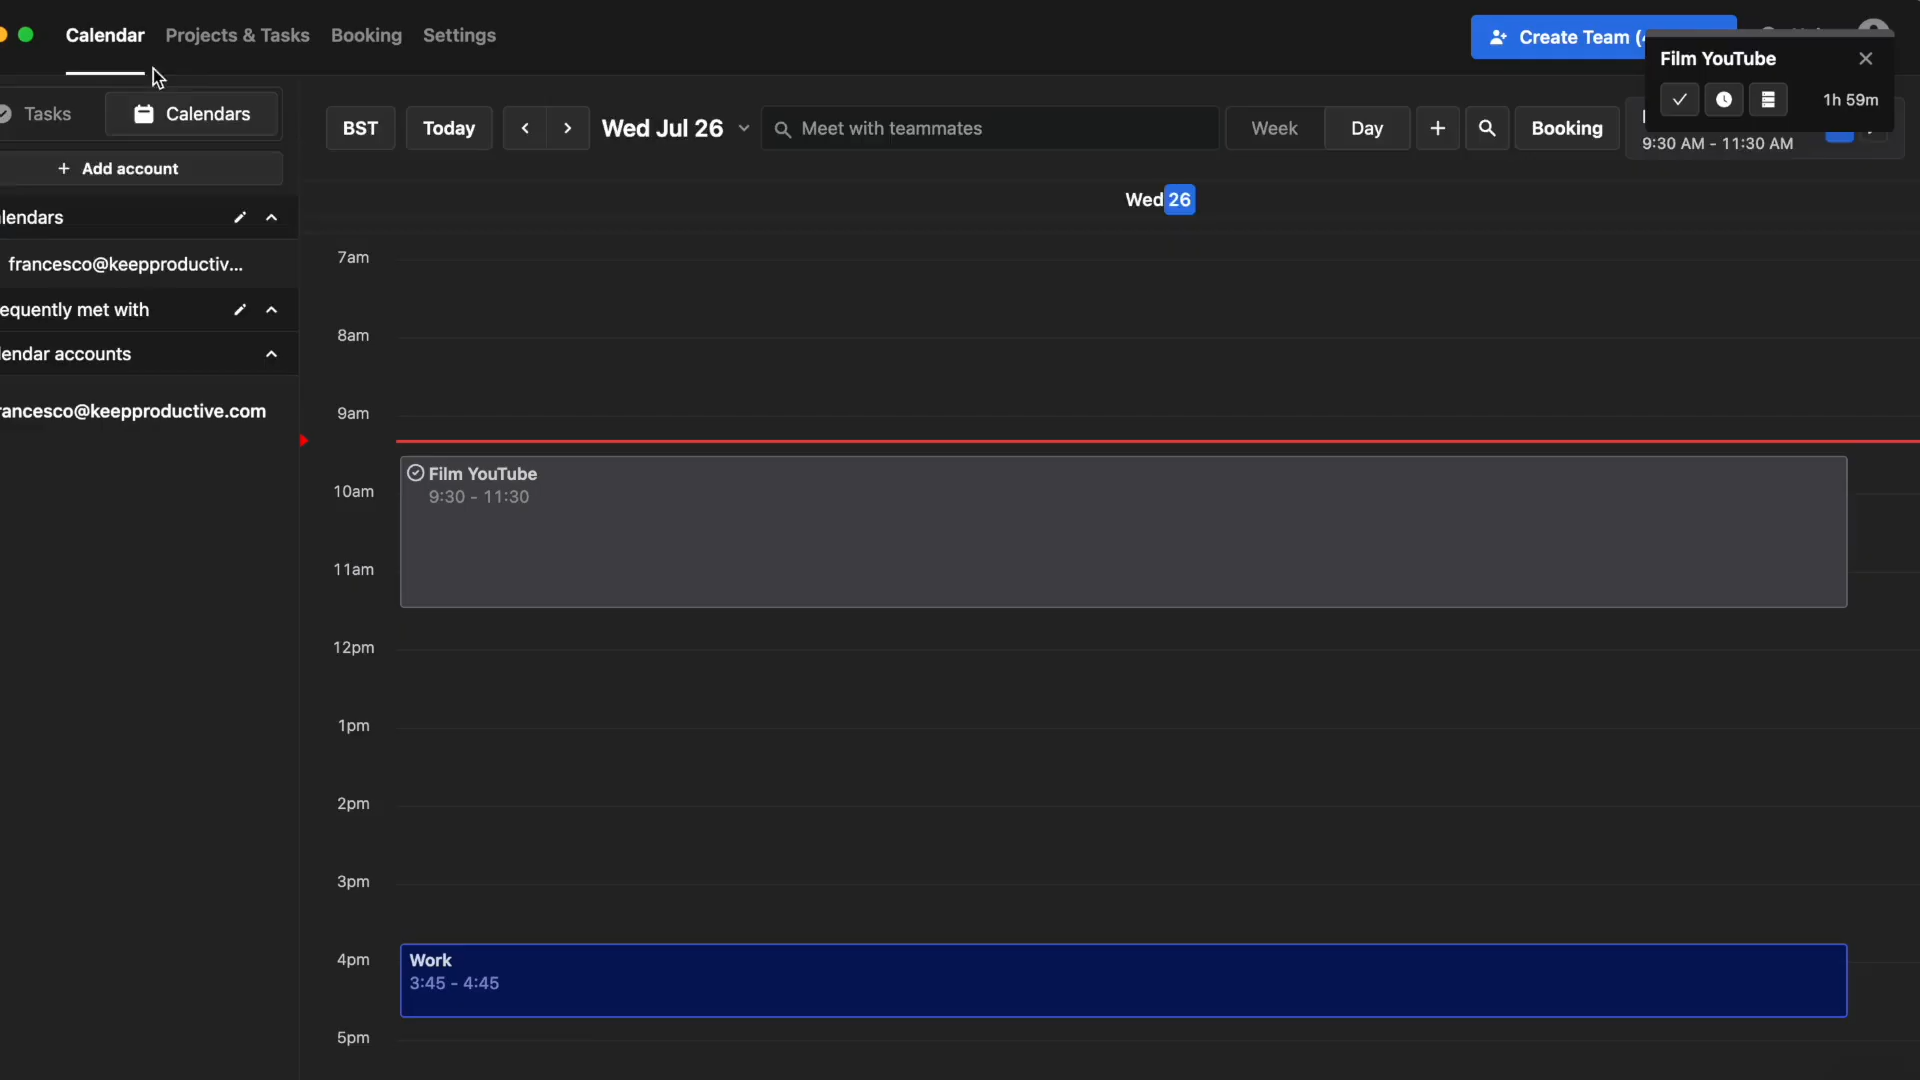 Calendar Projects & Tasks Booking Settings
Create Team (
Film YouTube
1h 59m
Tasks Calendars
BST Today Wed Jul 26 Meet with teammates Week Day + Booking
9:30 AM - 11:30 AM
+ Add account
Wed 26
lendars
francesco@keepproductiv...
equently met with
endar accounts
rancesco@keepproductive.com
7am
8am
9am
Film YouTube
9:30 - 11:30
10am
11am
12pm
1pm
2pm
3pm
4pm
Work
3:45 - 4:45
5pm